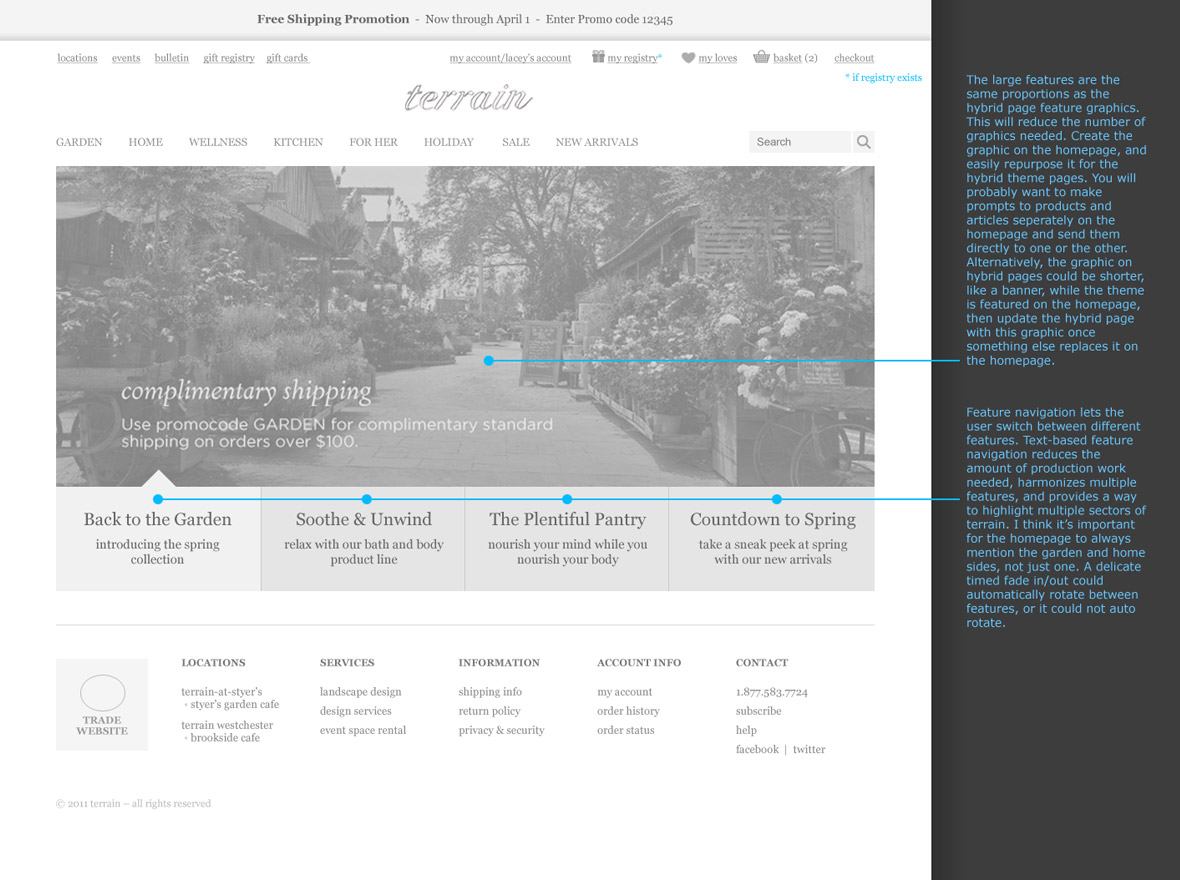 Free Shipping Promotion - Now through April 1 - Enter Promo code 12345
locations events bulletin gift registry gift cards my account/lacey's account my registry* my loves basket (2) checkout
* if registry exists
terrain
GARDEN HOME WELLNESS KITCHEN FOR HER HOLIDAY SALE NEW ARRIVALS Search
complimentary shipping
Use promocode GARDEN for complimentary standard
shipping on orders over $100.
Back to the Garden
introducing the spring
collection
Soothe & Unwind
relax with our bath and body
product line
The Plentiful Pantry
nourish your mind while you
nourish your body
Countdown to Spring
take a sneak peek at spring
with our new arrivals
TRADE
WEBSITE
LOCATIONS
terrain-at-styer's
◦ styer's garden cafe
terrain westchester
◦ brookside cafe
SERVICES
landscape design
design services
event space rental
INFORMATION
shipping info
return policy
privacy & security
ACCOUNT INFO
my account
order history
order status
CONTACT
1.877.583.7724
subscribe
help
facebook | twitter
© 2011 terrain – all rights reserved
The large features are the
same proportions as the
hybrid page feature graphics.
This will reduce the number of
graphics needed. Create the
graphic on the homepage, and
easily repurpose it for the
hybrid theme pages. You will
probably want to make
prompts to products and
articles seperately on the
homepage and send them
directly to one or the other.
Alternatively, the graphic on
hybrid pages could be shorter,
like a banner, while the theme
is featured on the homepage,
then update the hybrid page
with this graphic once
something else replaces it on
the homepage.
Feature navigation lets the
user switch between different
features. Text-based feature
navigation reduces the
amount of production work
needed, harmonizes multiple
features, and provides a way
to highlight multiple sectors of
terrain. I think it's important
for the homepage to always
mention the garden and home
sides, not just one. A delicate
timed fade in/out could
automatically rotate between
features, or it could not auto
rotate.